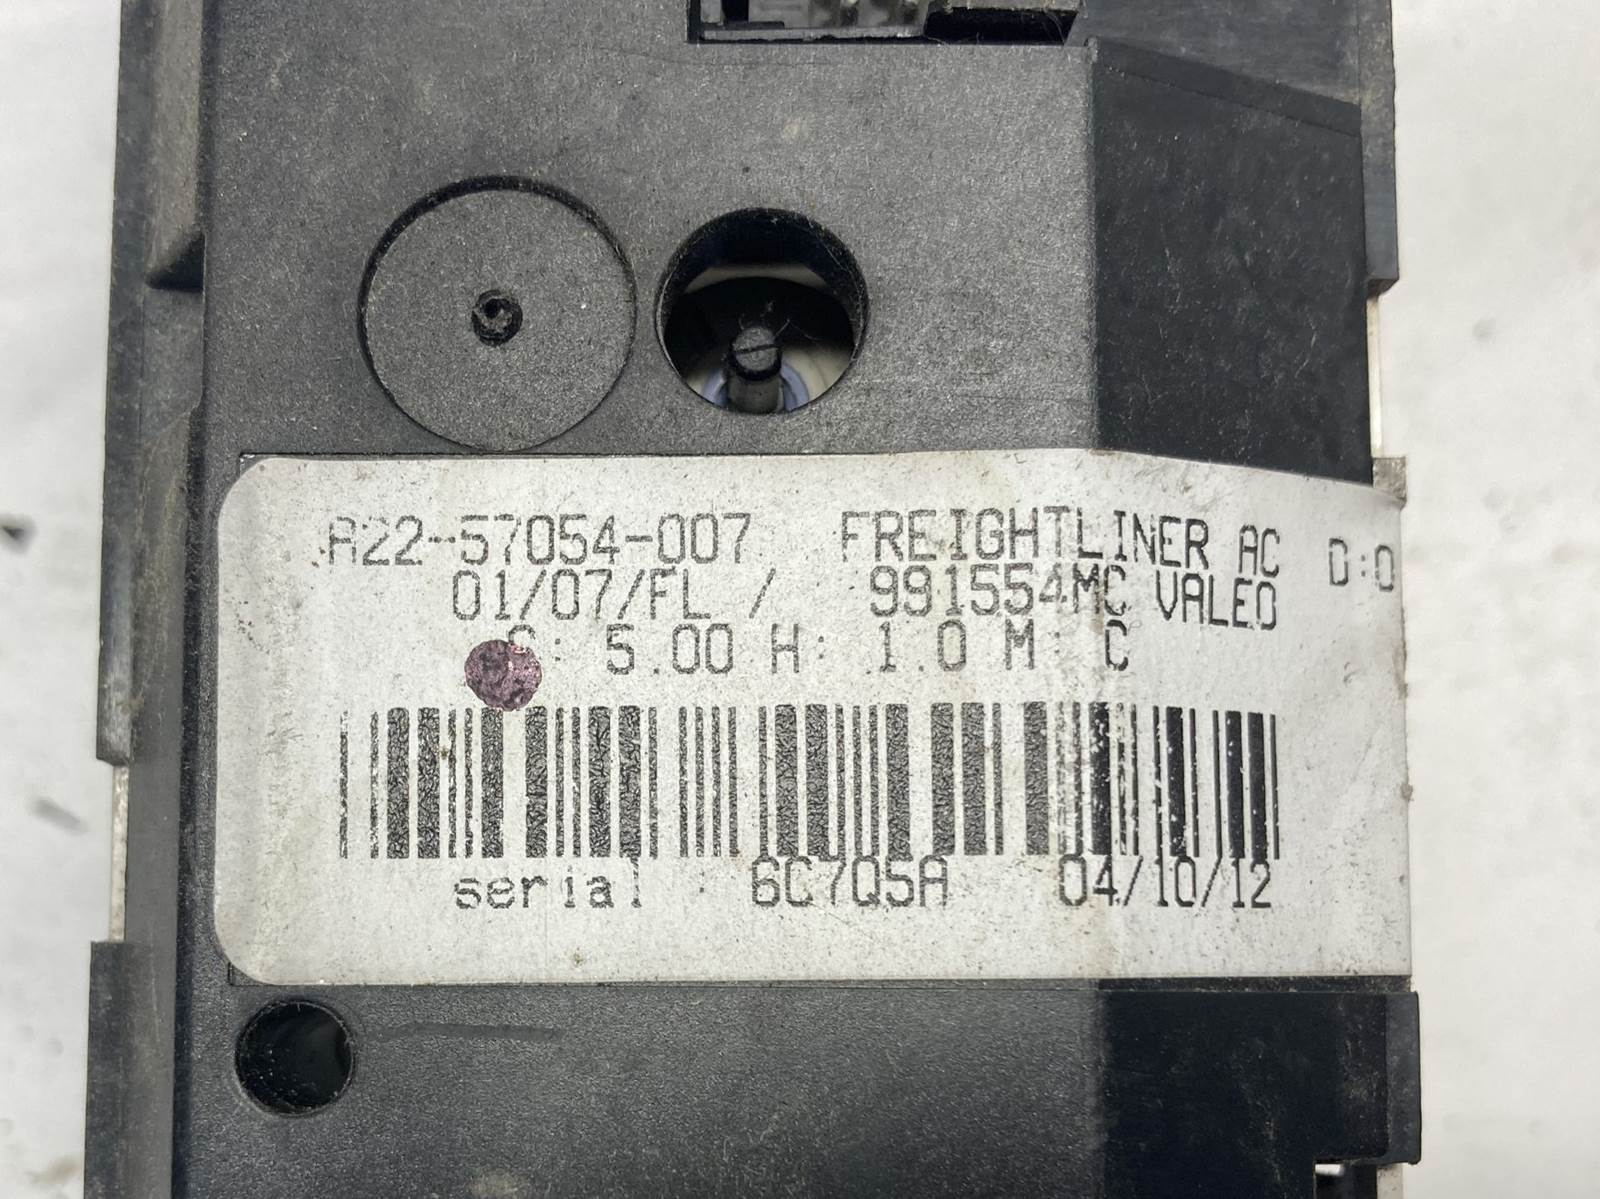 A22-57054-007 FREIGHTLINER AC D:0
01/07/FL / 991554MC VALEO
S: 5.00 H: 1.0 M: C
serial : 6C7Q5A 04/10/12